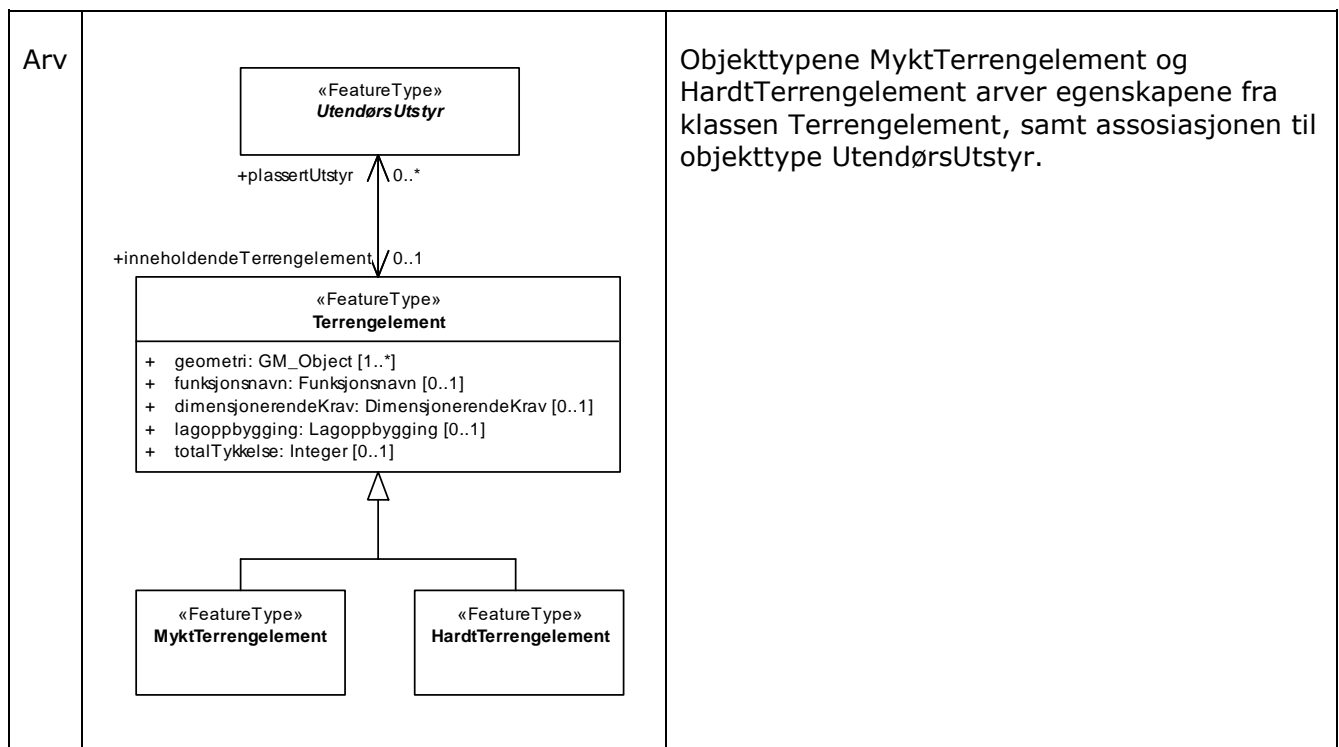 Arv
«FeatureType»
UtendørsUtstyr
+plassertUtstyr 0..*
+inneholdendeTerrengelement 0..1
«FeatureType»
Terrengelement
+ geometri: GM_Object [1..*]
+ funksjonsnavn: Funksjonsnavn [0..1]
+ dimensjonerendeKrav: DimensjonerendeKrav [0..1]
+ lagoppbygging: Lagoppbygging [0..1]
+ totalTykkelse: Integer [0..1]
«FeatureType»
MyktTerrengelement
«FeatureType»
HardtTerrengelement
Objekttypene MyktTerrengelement og
HardtTerrengelement arver egenskapene fra
klassen Terrengelement, samt assosiasjonen til
objekttype UtendørsUtstyr.